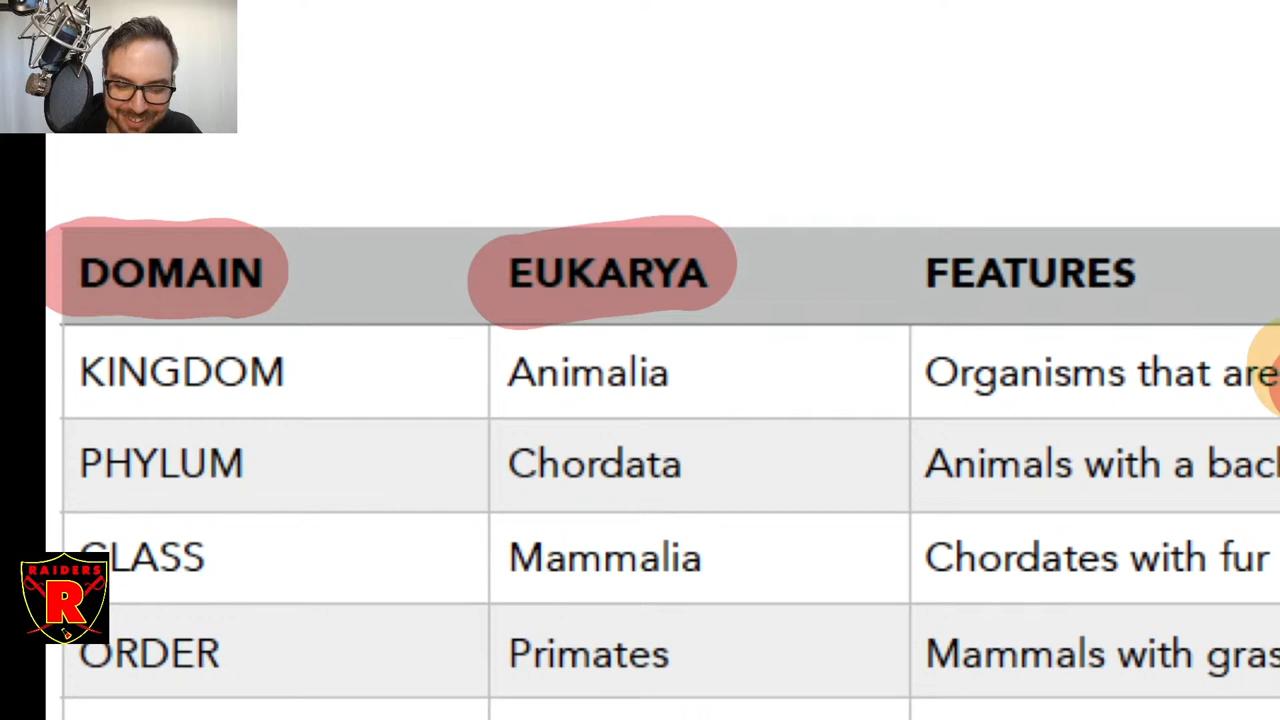 DOMAIN EUKARYA FEATURES
KINGDOM Animalia Organisms that are
PHYLUM Chordata Animals with a back
CLASS Mammalia Chordates with fur
RAIDERS
R
ORDER Primates Mammals with gras